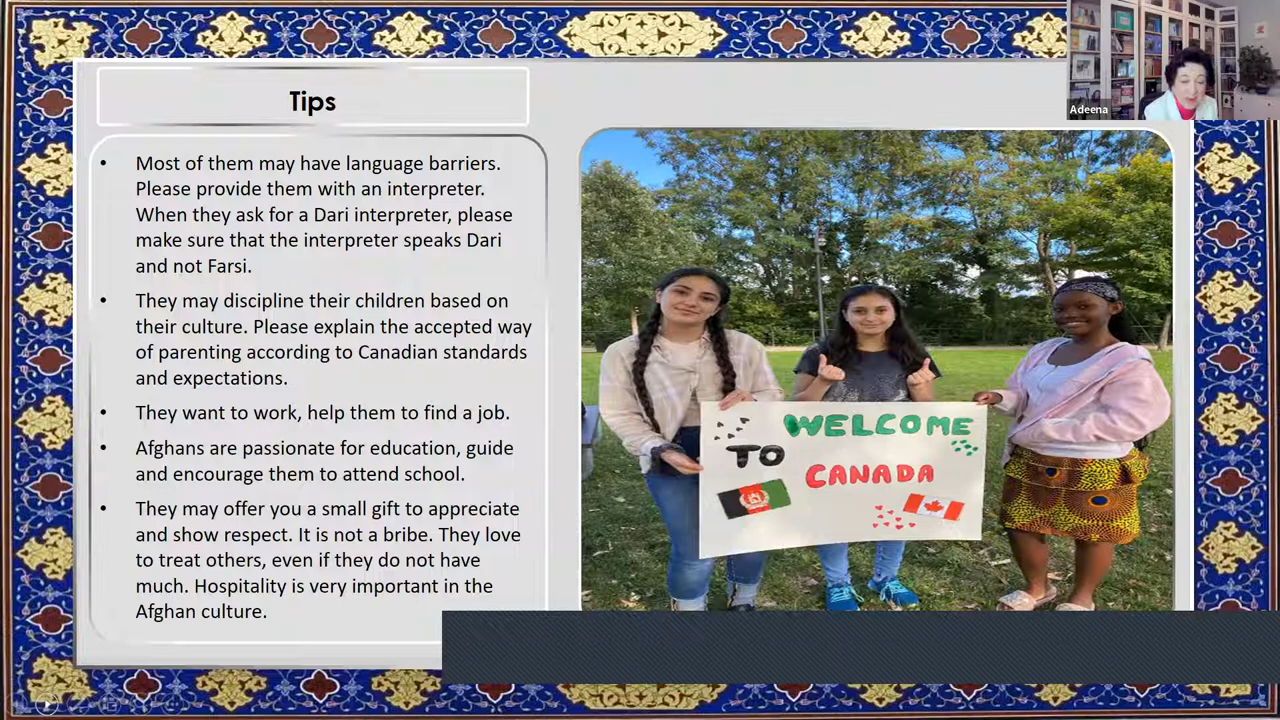 Adeena
Tips
• Most of them may have language barriers.
Please provide them with an interpreter.
When they ask for a Dari interpreter, please
make sure that the interpreter speaks Dari
and not Farsi.
• They may discipline their children based on
their culture. Please explain the accepted way
of parenting according to Canadian standards
and expectations.
• They want to work, help them to find a job.
• Afghans are passionate for education, guide
and encourage them to attend school.
• They may offer you a small gift to appreciate
and show respect. It is not a bribe. They love
to treat others, even if they do not have
much. Hospitality is very important in the
Afghan culture.
WELCOME
TO
CANADA